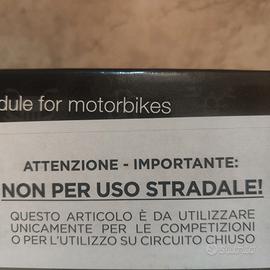 dule for motorbikes
ATTENZIONE - IMPORTANTE:
NON PER USO STRADALE!
QUESTO ARTICOLO È DA UTILIZZARE
UNICAMENTE PER LE COMPETIZIONI
O PER L'UTILIZZO SU CIRCUITO CHIUSO